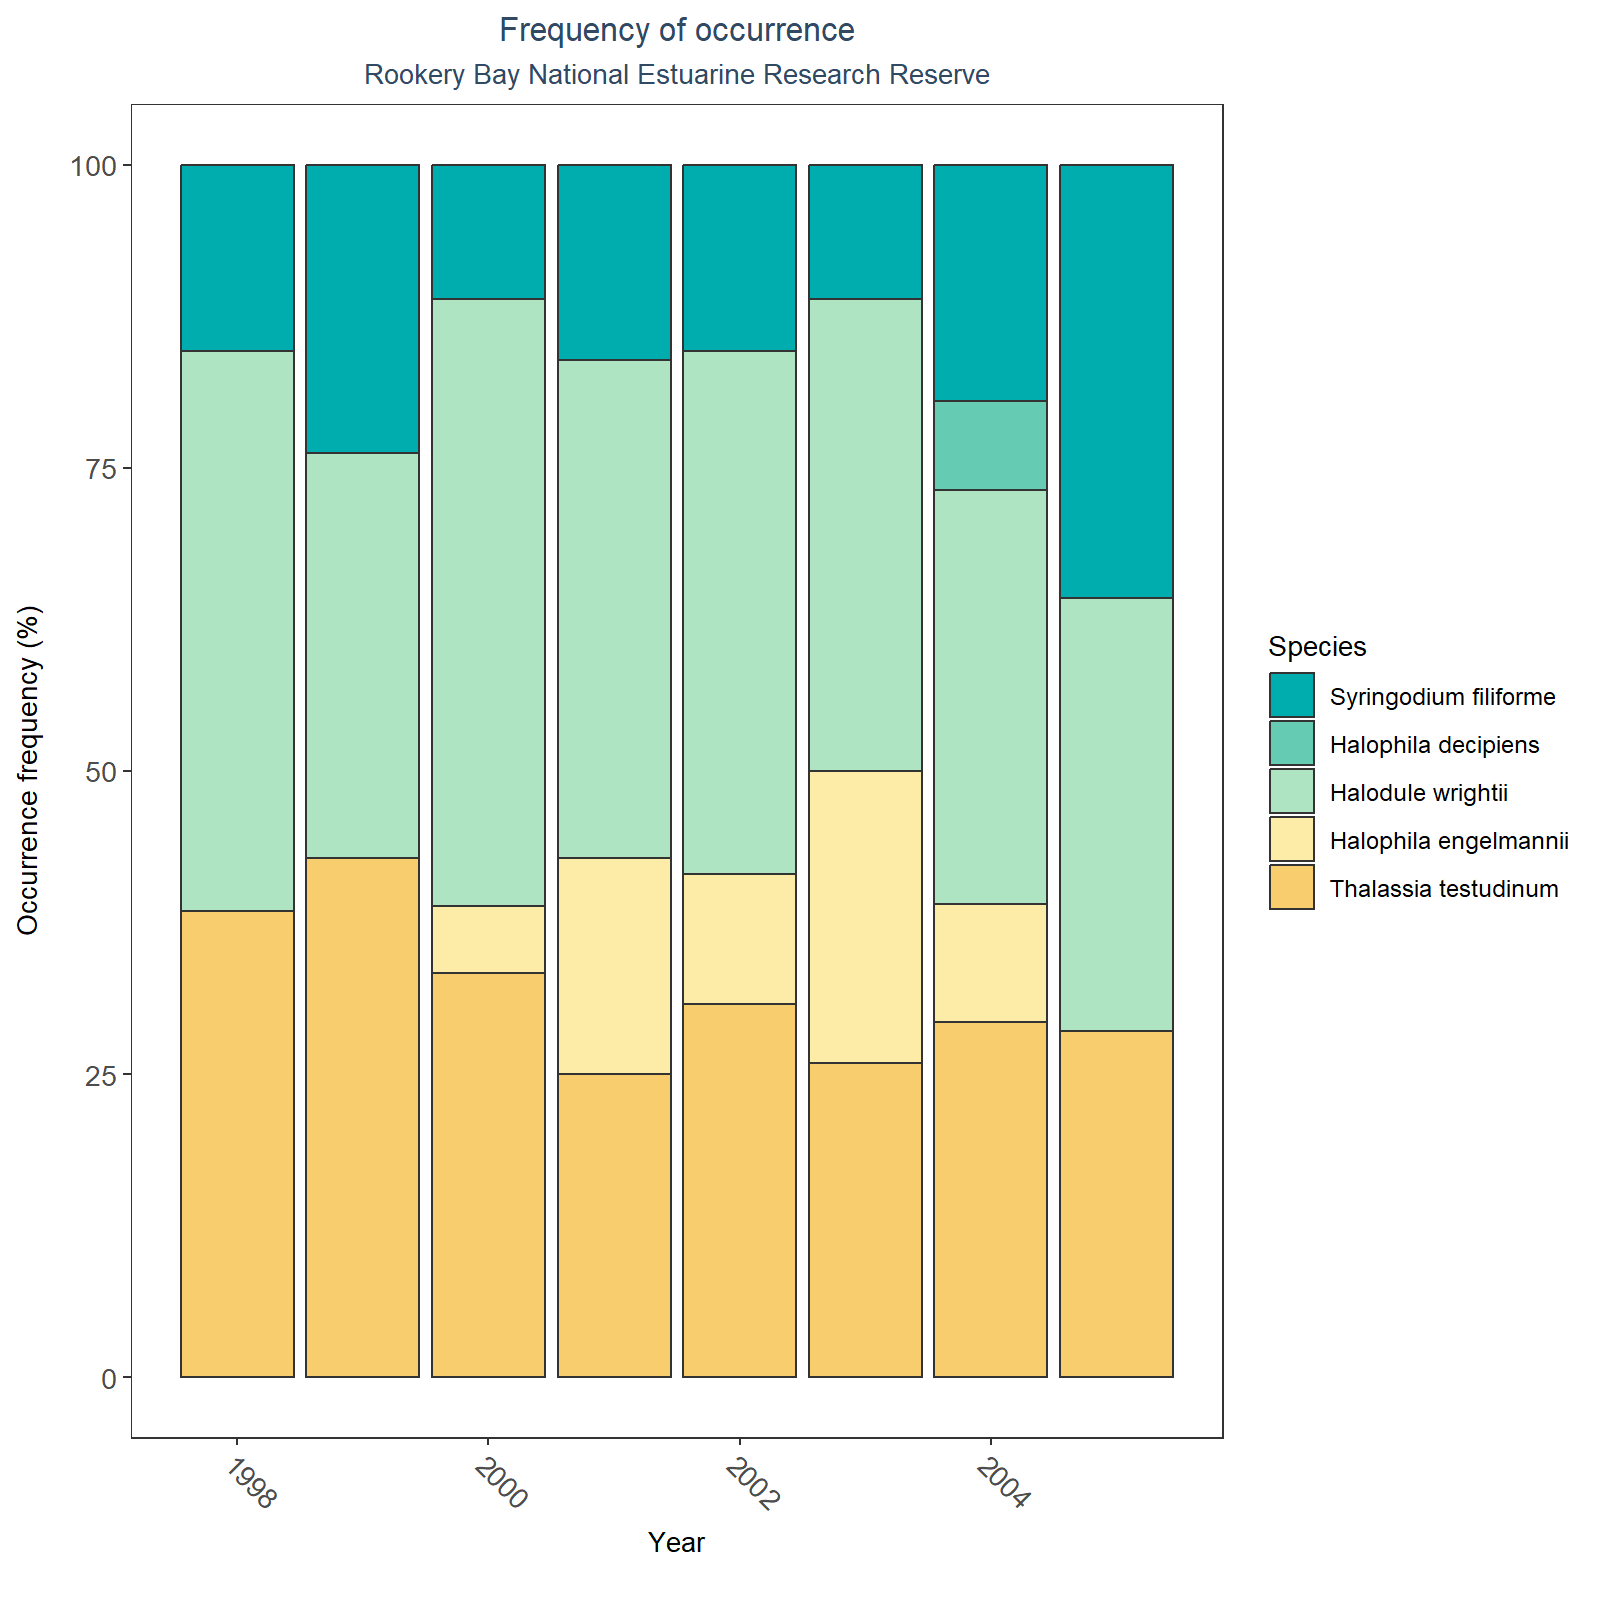 Frequency of occurrence
Rookery Bay National Estuarine Research Reserve
Occurrence frequency (%)
100
75
50
25
0
1998
2000
2002
2004
Year
Species
Syringodium filiforme
Halophila decipiens
Halodule wrightii
Halophila engelmannii
Thalassia testudinum